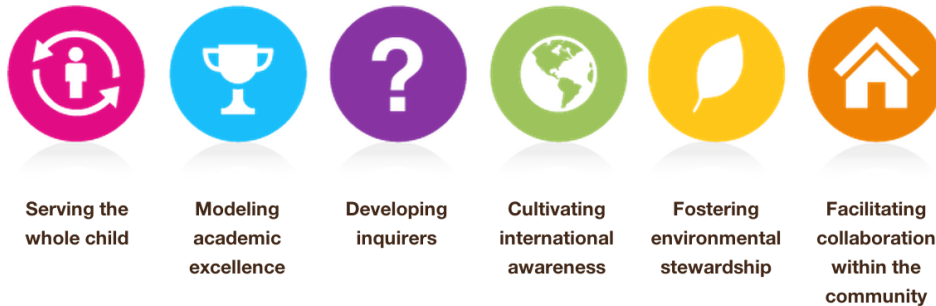 Serving the
whole child
Modeling
academic
excellence
?
Developing
inquirers
Cultivating
international
awareness
Fostering
environmental
stewardship
Facilitating
collaboration
within the
community